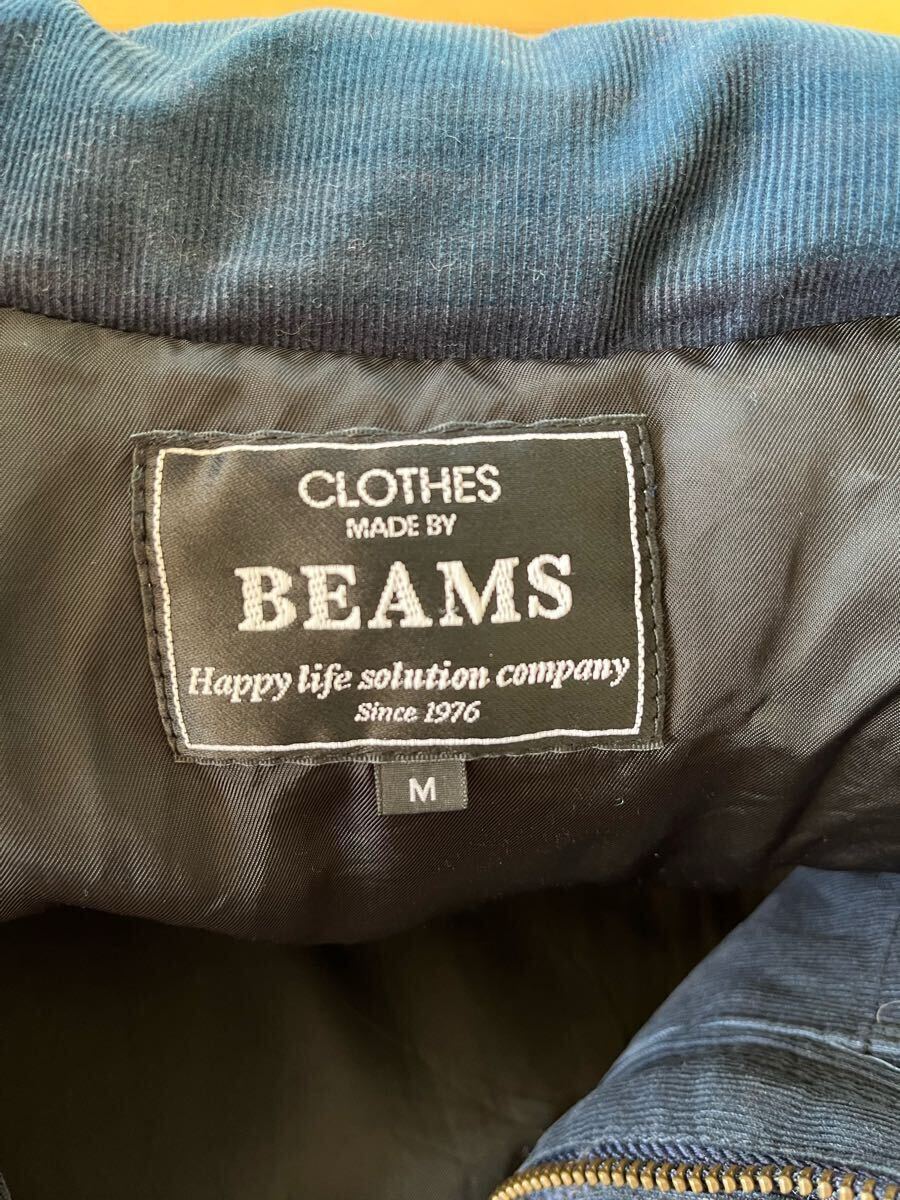 CLOTHES
MADE BY
BEAMS
Happy life solution company
Since 1976
M